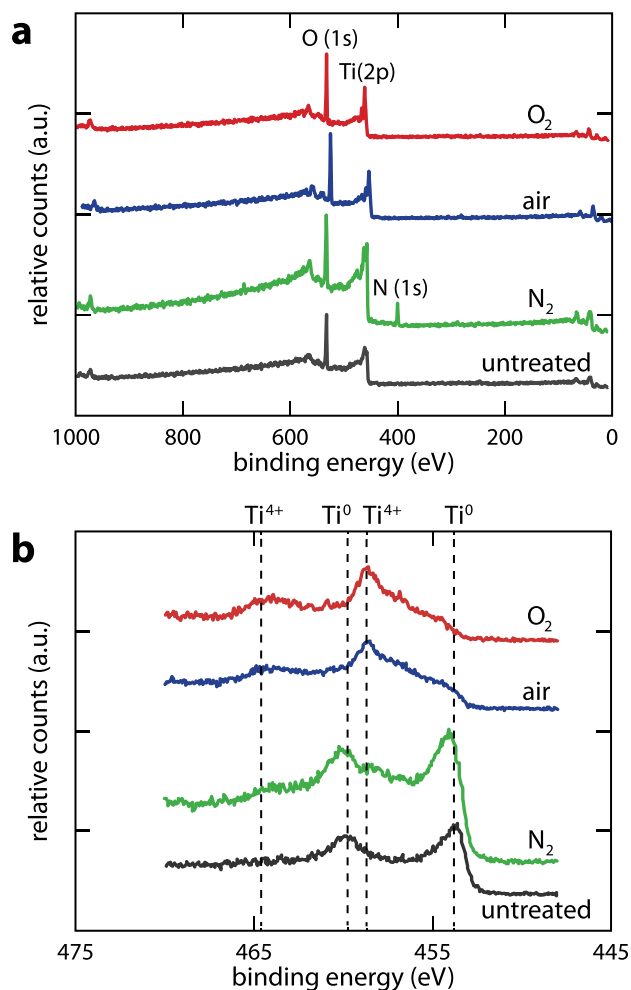 a
O (1s)
Ti(2p)
O₂
air
N (1s)
N₂
untreated
relative counts (a.u.)
1000 800 600 400 200 0
binding energy (eV)
b
Ti⁴⁺ Ti⁰ Ti⁴⁺ Ti⁰
O₂
air
N₂
untreated
relative counts (a.u.)
475 465 455 445
binding energy (eV)